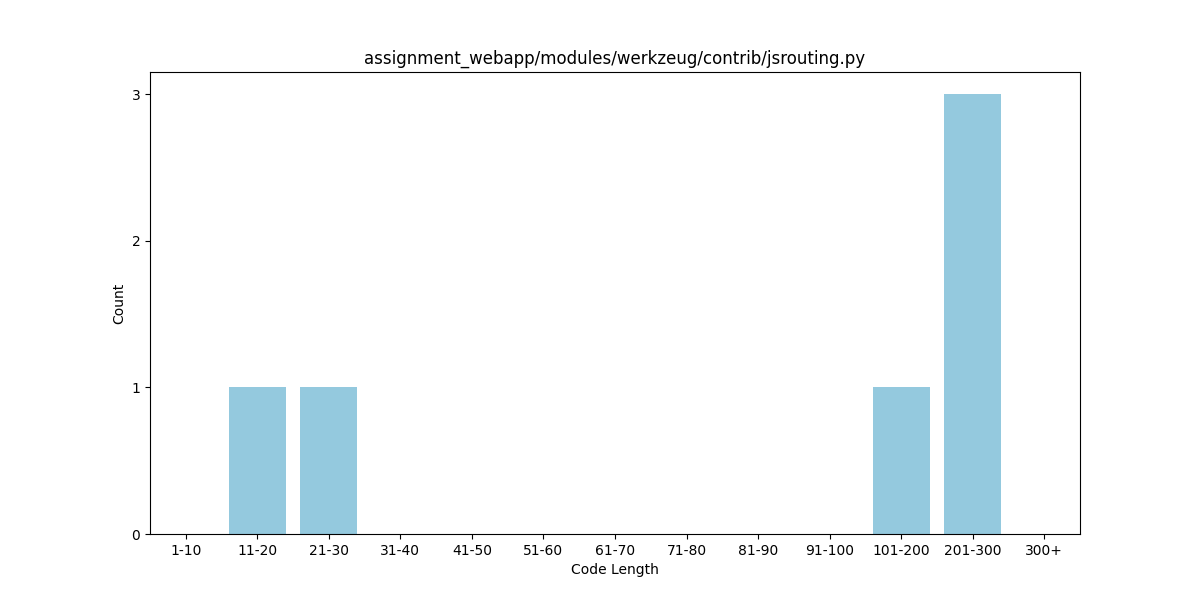 assignment_webapp/modules/werkzeug/contrib/jsrouting.py
3
2
1
0
Count
1-10 11-20 21-30 31-40 41-50 51-60 61-70 71-80 81-90 91-100 101-200 201-300 300+
Code Length